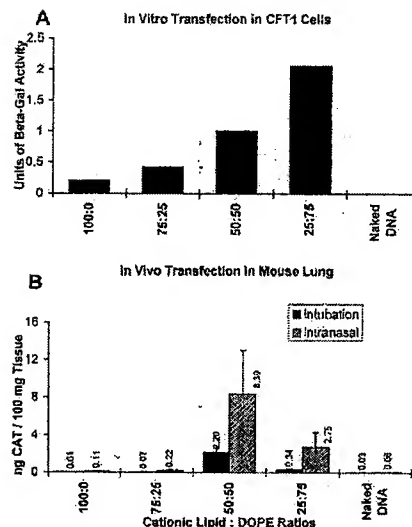 A
In Vitro Transfection in CFT1 Cells
Units of Beta-Gal Activity
2.5
2
1.5
1
0.5
0
100:0
75:25
50:50
25:75
Naked DNA
B
In Vivo Transfection in Mouse Lung
Intubation
Intranasal
ng CAT / 100 mg Tissue
16
12
8
4
0
0.11
0.07
0.22
2.20
8.39
0.34
2.75
0.03
0.06
100:0
75:25
50:50
25:75
Naked DNA
Cationic Lipid : DOPE Ratios